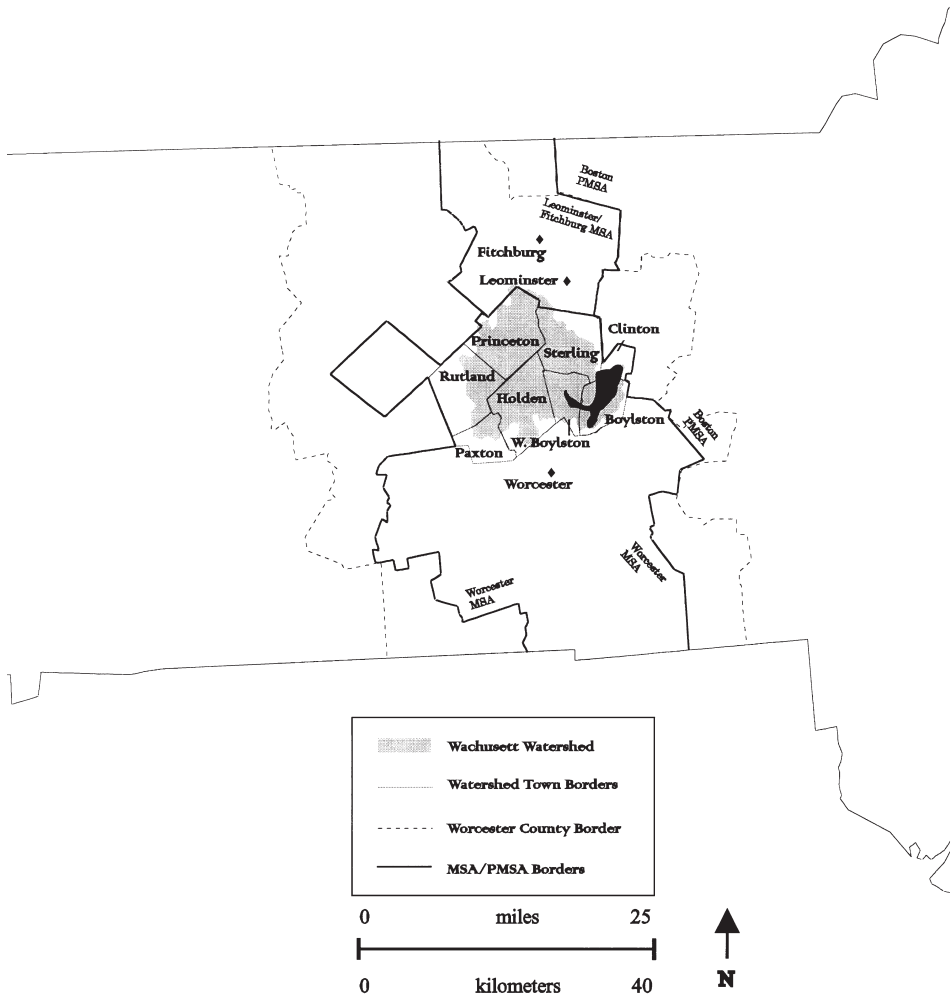 Boston
PMSA
Leominster/
Fitchburg MSA
Fitchburg
Leominster
Clinton
Princeton
Sterling
Rutland
Holden
Boylston
Boston
PMSA
W. Boylston
Paxton
Worcester
Worcester
MSA
Worcester
MSA
Wachusett Watershed
Watershed Town Borders
Worcester County Border
MSA/PMSA Borders
0 miles 25
0 kilometers 40
N